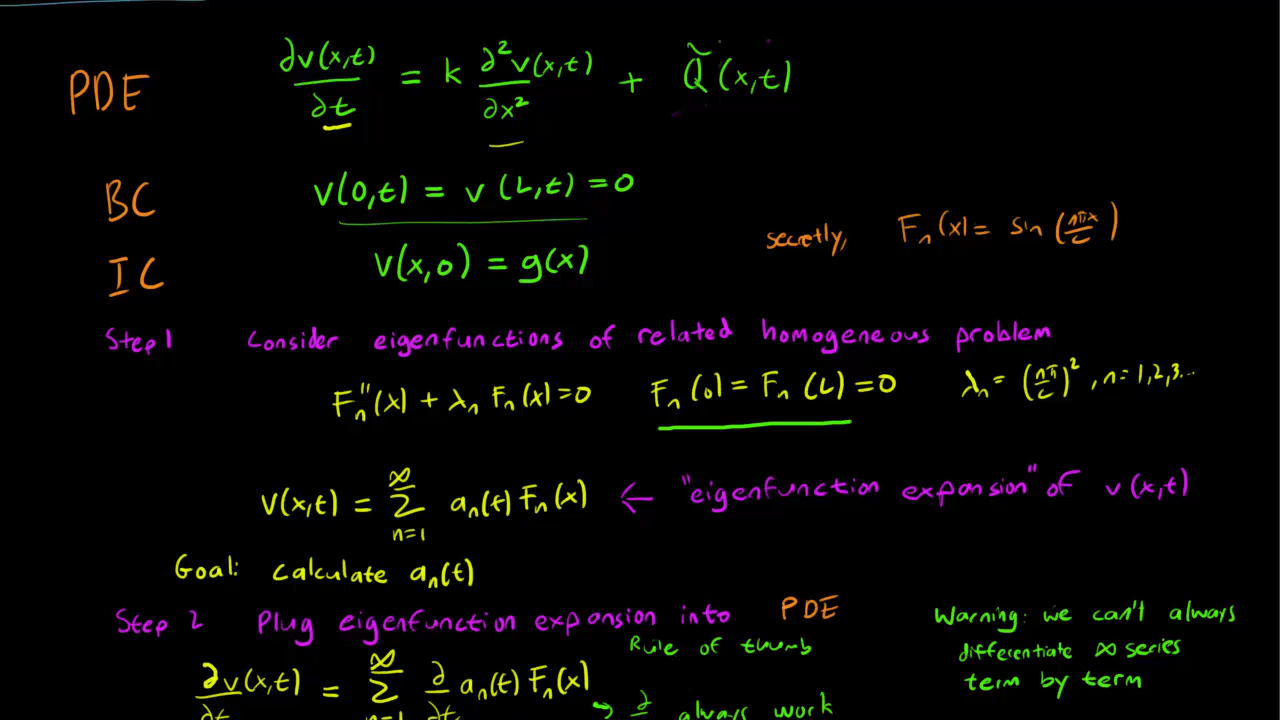 PDE ∂v(x,t)/∂t = k ∂²v(x,t)/∂x² + Q̃(x,t)
BC v(0,t) = v(L,t) = 0
secretly, Fₙ(x) = sin(nπx/L)
IC v(x,0) = g(x)
Step 1 Consider eigenfunctions of related homogeneous problem
Fₙ''(x) + λₙ Fₙ(x) = 0 Fₙ(0) = Fₙ(L) = 0 λₙ = (nπ/L)², n = 1,2,3...
v(x,t) = ∑ₙ₌₁^∞ aₙ(t) Fₙ(x) ← "eigenfunction expansion" of v(x,t)
Goal: calculate aₙ(t)
Step 2 Plug eigenfunction expansion into PDE
Rule of thumb
Warning: we can't always
differentiate ∞ series
term by term
∂v(x,t)/∂t = ∑ₙ₌₁^∞ ∂/∂t aₙ(t) Fₙ(x)
→ ∂ always work